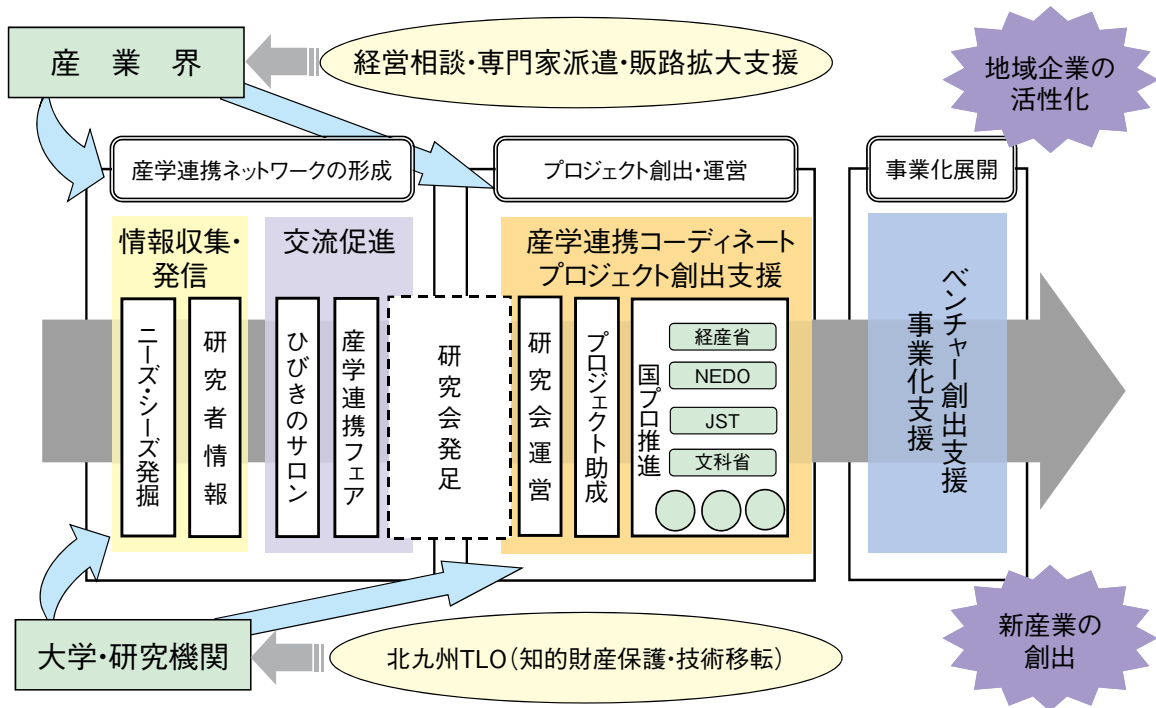 産業界
経営相談・専門家派遣・販路拡大支援
地域企業の
活性化
産学連携ネットワークの形成
プロジェクト創出・運営
事業化展開
情報収集・
発信
交流促進
産学連携コーディネート
プロジェクト創出支援
ニーズ・シーズ発掘
研究者情報
ひびきのサロン
産学連携フェア
研究会発足
研究会運営
プロジェクト助成
国プロ推進
経産省
NEDO
JST
文科省
ベンチャー創出支援
事業化支援
大学・研究機関
北九州TLO（知的財産保護・技術移転）
新産業の
創出